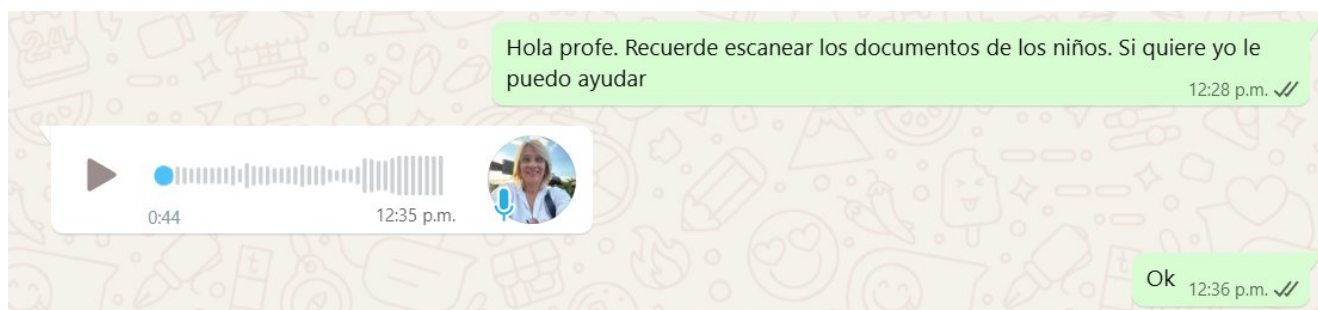 Hola profe. Recuerde escanear los documentos de los niños. Si quiere yo le
puedo ayudar
12:28 p.m.
0:44
12:35 p.m.
Ok
12:36 p.m.